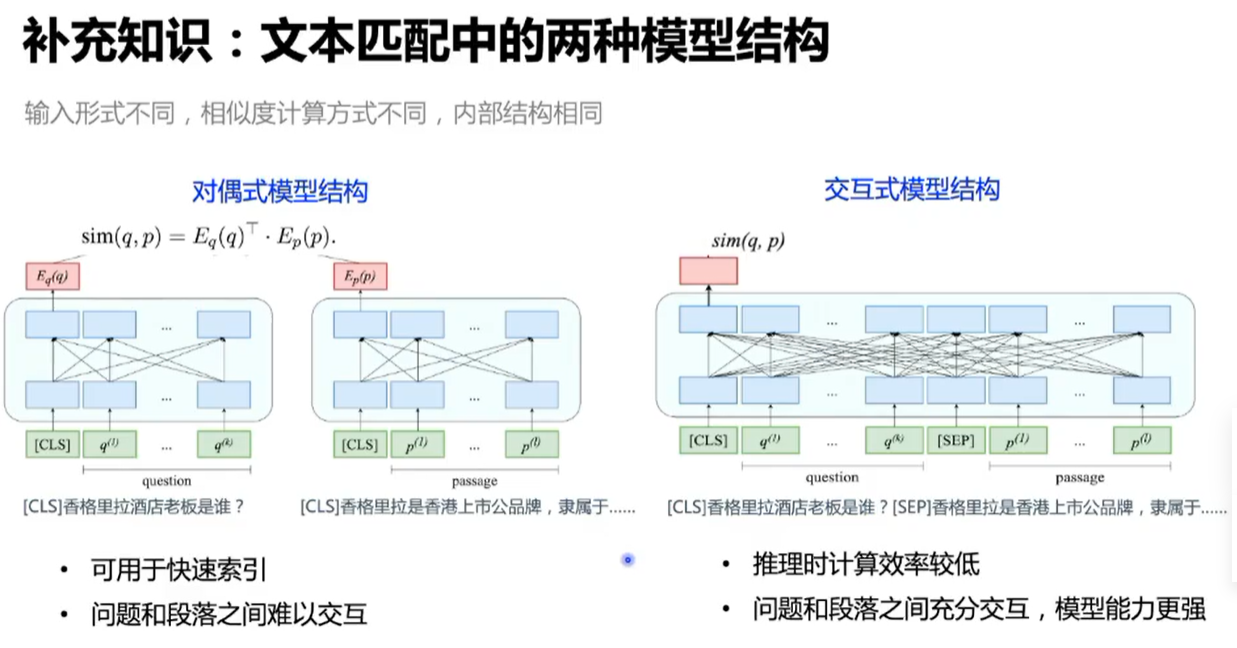 补充知识：文本匹配中的两种模型结构
输入形式不同，相似度计算方式不同，内部结构相同
对偶式模型结构
sim(q, p) = E_q(q)^⊤ · E_p(p).
E_q(q)
E_p(p)
...
...
...
...
[CLS] q^(1) ... q^(k)
[CLS] p^(1) ... p^(l)
question
passage
[CLS]香格里拉酒店老板是谁？
[CLS]香格里拉是香港上市公品牌，隶属于……
• 可用于快速索引
• 问题和段落之间难以交互
交互式模型结构
sim(q, p)
... ...
... ...
[CLS] q^(1) ... q^(k) [SEP] p^(1) ... p^(l)
question passage
[CLS]香格里拉酒店老板是谁？[SEP]香格里拉是香港上市公品牌，隶属于……
• 推理时计算效率较低
• 问题和段落之间充分交互，模型能力更强